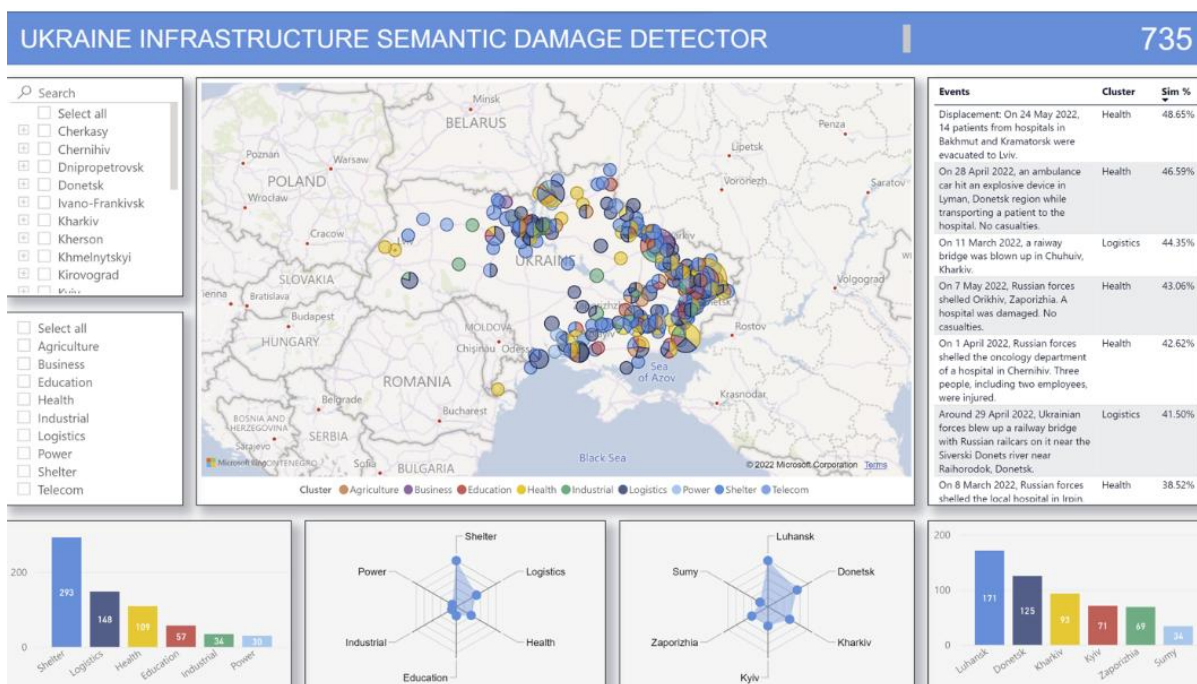 UKRAINE INFRASTRUCTURE SEMANTIC DAMAGE DETECTOR
735
Search
Select all
Cherkasy
Chernihiv
Dnipropetrovsk
Donetsk
Ivano-Frankivsk
Kharkiv
Kherson
Khmelnytskyi
Kirovograd
Select all
Agriculture
Business
Education
Health
Industrial
Logistics
Power
Shelter
Telecom
Minsk
BELARUS
Penza
Poznań
Warsaw
Lipetsk
POLAND
Voronezh
Saratov
Wrocław
Cracow
UKRAINE
SLOVAKIA
Volgograd
Bratislava
Budapest
HUNGARY
MOLDOVA
Chișinău
Odesa
Rostov
Sea
of Azov
ROMANIA
Krasnodar
Belgrade
Bucharest
BOSNIA AND
HERZEGOVINA
Sarajevo
SERBIA
MONTENEGRO
Sofia
BULGARIA
Black Sea
Microsoft Bing
© 2022 Microsoft Corporation Terms
Cluster Agriculture Business Education Health Industrial Logistics Power Shelter Telecom
Events Cluster Sim %
Displacement: On 24 May 2022, Health 48.65%
14 patients from hospitals in
Bakhmut and Kramatorsk were
evacuated to Lviv.
On 28 April 2022, an ambulance Health 46.59%
car hit an explosive device in
Lyman, Donetsk region while
transporting a patient to the
hospital. No casualties.
On 11 March 2022, a raiway Logistics 44.35%
bridge was blown up in Chuhuiv,
Kharkiv.
On 7 May 2022, Russian forces Health 43.06%
shelled Orikhiv, Zaporizhia. A
hospital was damaged. No
casualties.
On 1 April 2022, Russian forces Health 42.62%
shelled the oncology department
of a hospital in Chernihiv. Three
people, including two employees,
were injured.
Around 29 April 2022, Ukrainian Logistics 41.50%
forces blew up a railway bridge
with Russian railcars on it near the
Siverski Donets river near
Raihorodok, Donetsk.
On 8 March 2022, Russian forces Health 38.52%
shelled the local hospital in Irpin.
200
0
293
148
109
57
34
30
Shelter
Logistics
Health
Education
Industrial
Power
Shelter
Power
Logistics
Industrial
Health
Education
Luhansk
Sumy
Donetsk
Zaporizhia
Kharkiv
Kyiv
200
100
0
171
125
93
71
69
34
Luhansk
Donetsk
Kharkiv
Kyiv
Zaporizhia
Sumy